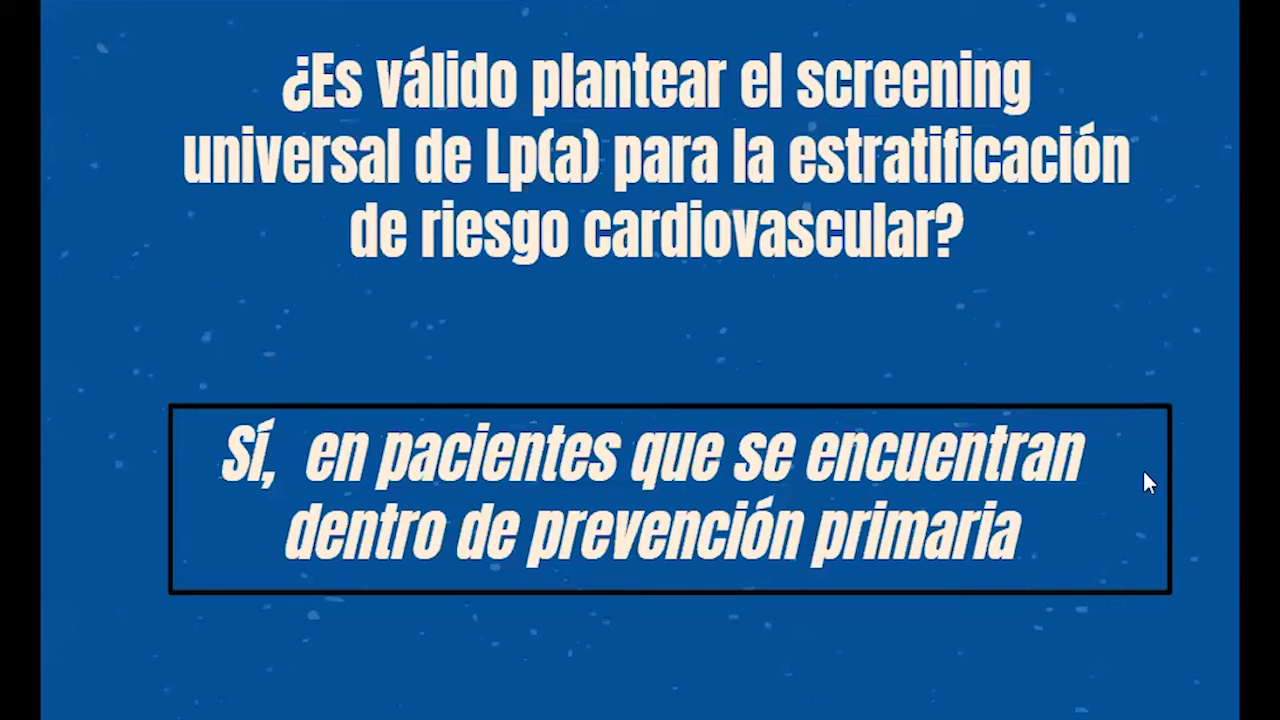 ¿Es válido plantear el screening
universal de Lp(a) para la estratificación
de riesgo cardiovascular?
Sí, en pacientes que se encuentran
dentro de prevención primaria